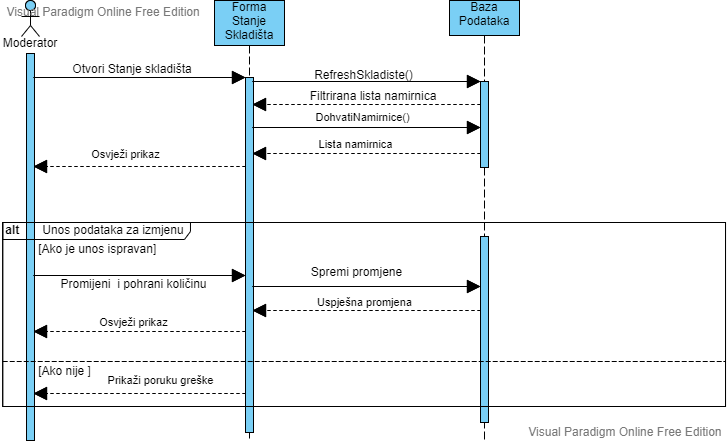 Visual Paradigm Online Free Edition
Moderator
Forma
Stanje
Skladišta
Baza
Podataka
Otvori Stanje skladišta
RefreshSkladiste()
Filtrirana lista namirnica
DohvatiNamirnice()
Lista namirnica
Osvježi prikaz
alt
Unos podataka za izmjenu
[Ako je unos ispravan]
Promijeni i pohrani količinu
Spremi promjene
Uspješna promjena
Osvježi prikaz
[Ako nije ]
Prikaži poruku greške
Visual Paradigm Online Free Edition